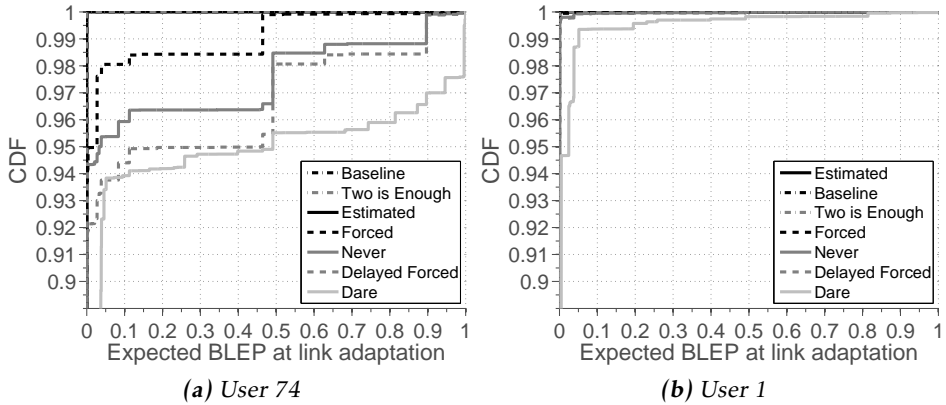 1
0.99
0.98
0.97
0.96
0.95
0.94
0.93
0.92
0.91
0.9
CDF
Baseline
Two is Enough
Estimated
Forced
Never
Delayed Forced
Dare
0 0.1 0.2 0.3 0.4 0.5 0.6 0.7 0.8 0.9 1
Expected BLEP at link adaptation
(a) User 74
1
0.99
0.98
0.97
0.96
0.95
0.94
0.93
0.92
0.91
0.9
CDF
Estimated
Baseline
Two is Enough
Forced
Never
Delayed Forced
Dare
0 0.1 0.2 0.3 0.4 0.5 0.6 0.7 0.8 0.9 1
Expected BLEP at link adaptation
(b) User 1